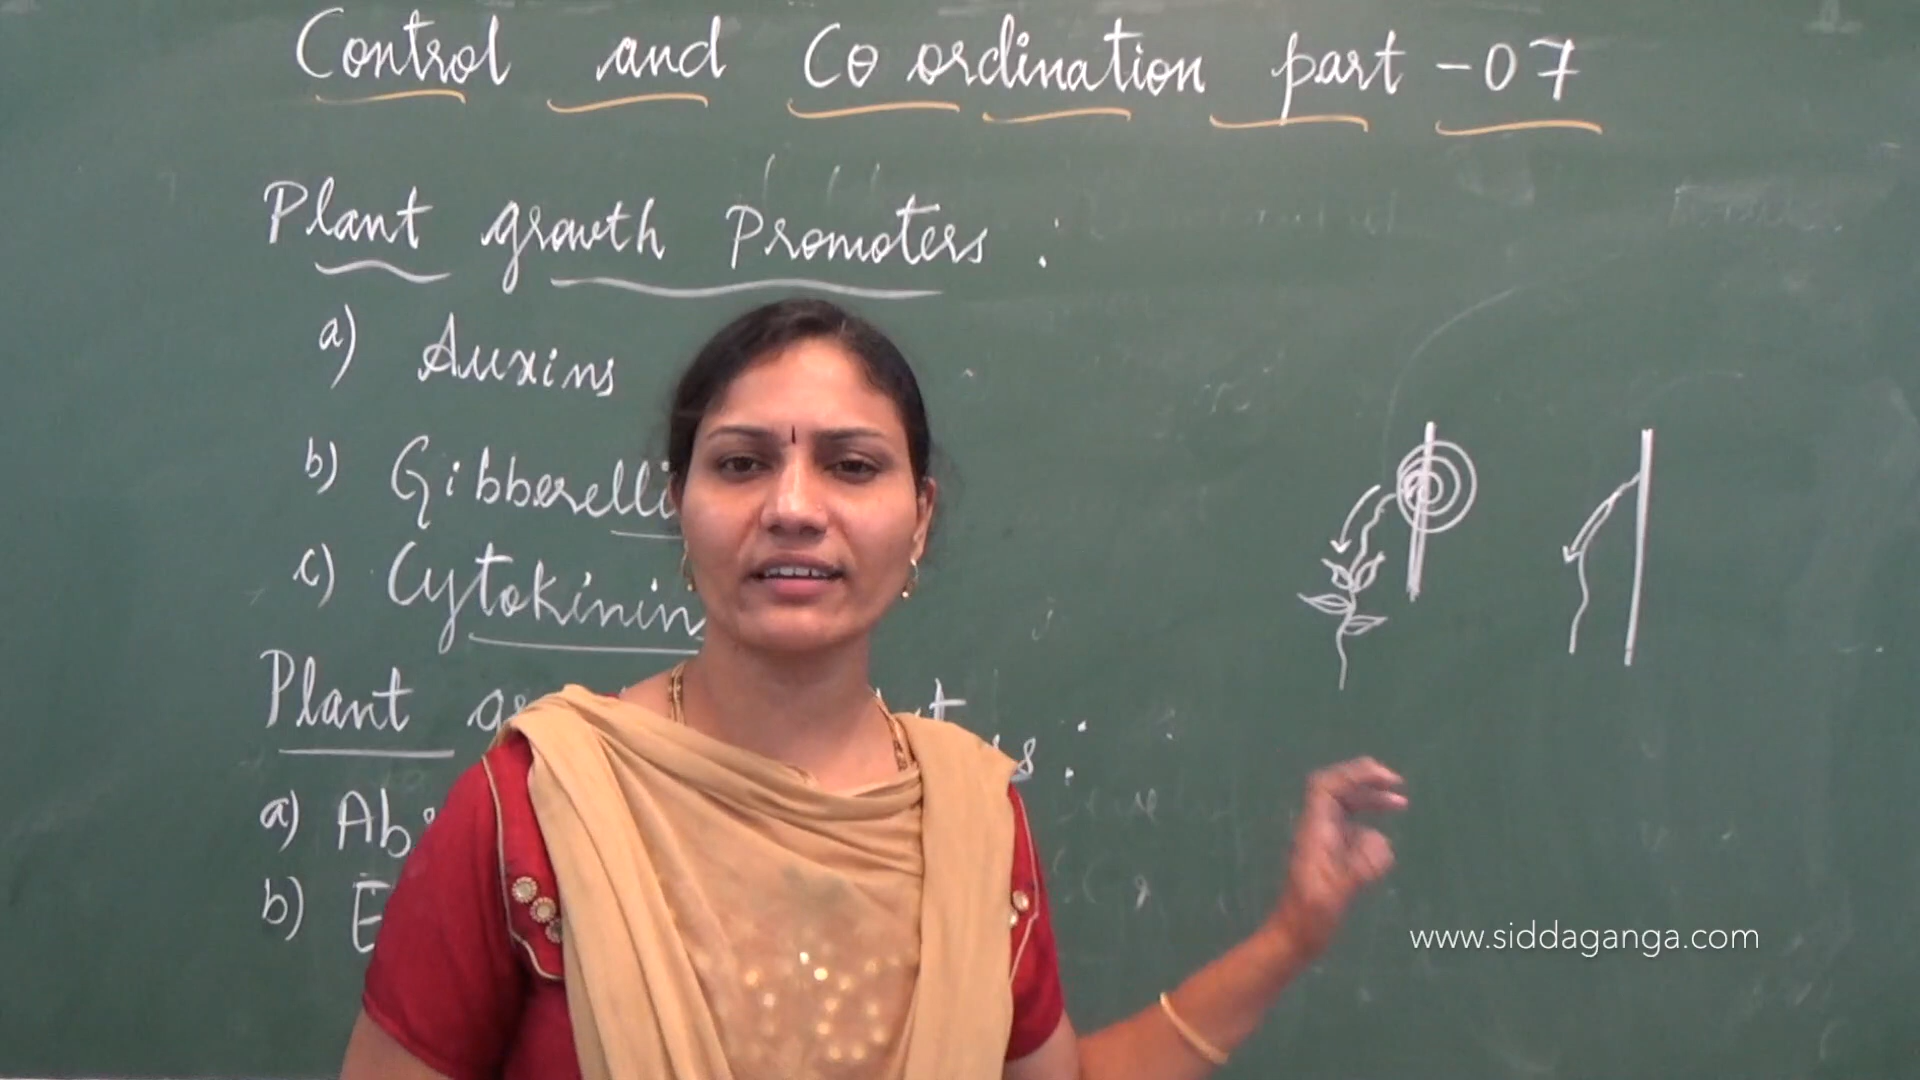 Control and Co ordination part - 07
Plant growth Promoters :
a) Auxins
b) Gibberelli
c) Cytokinin
Plant
a) Ab
b) E
www.siddaganga.com